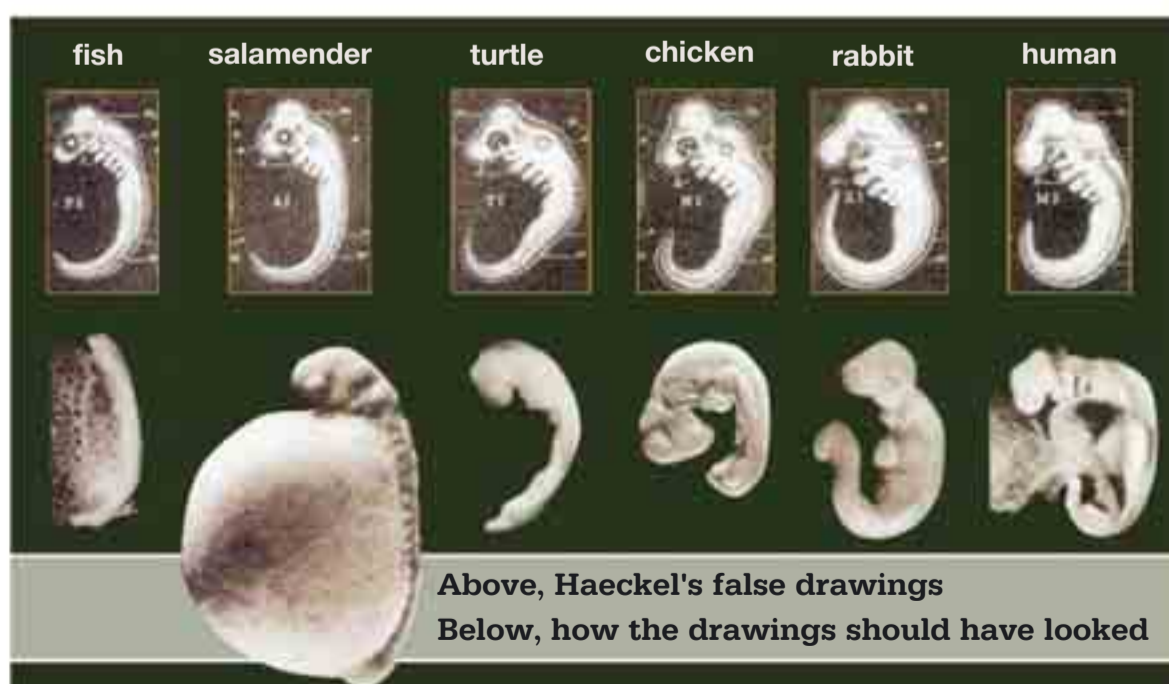 fish salamender turtle chicken rabbit human
Above, Haeckel's false drawings
Below, how the drawings should have looked